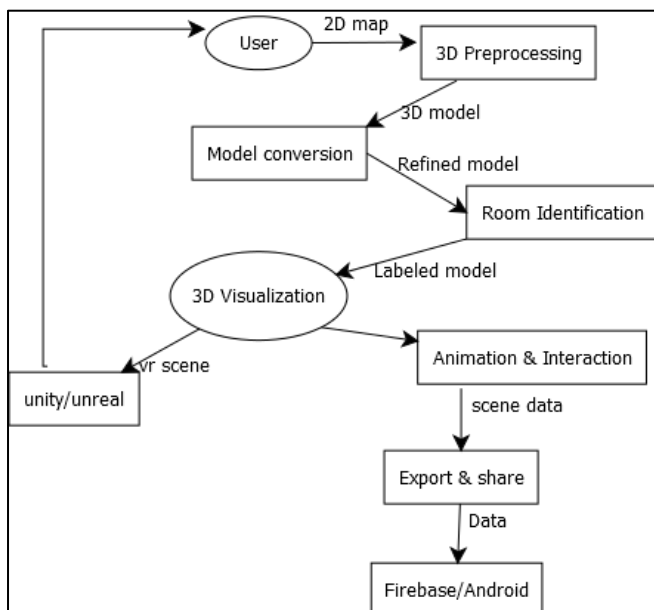 2D map
User
3D Preprocessing
3D model
Model conversion
Refined model
Room Identification
Labeled model
3D Visualization
vr scene
Animation & Interaction
unity/unreal
scene data
Export & share
Data
Firebase/Android